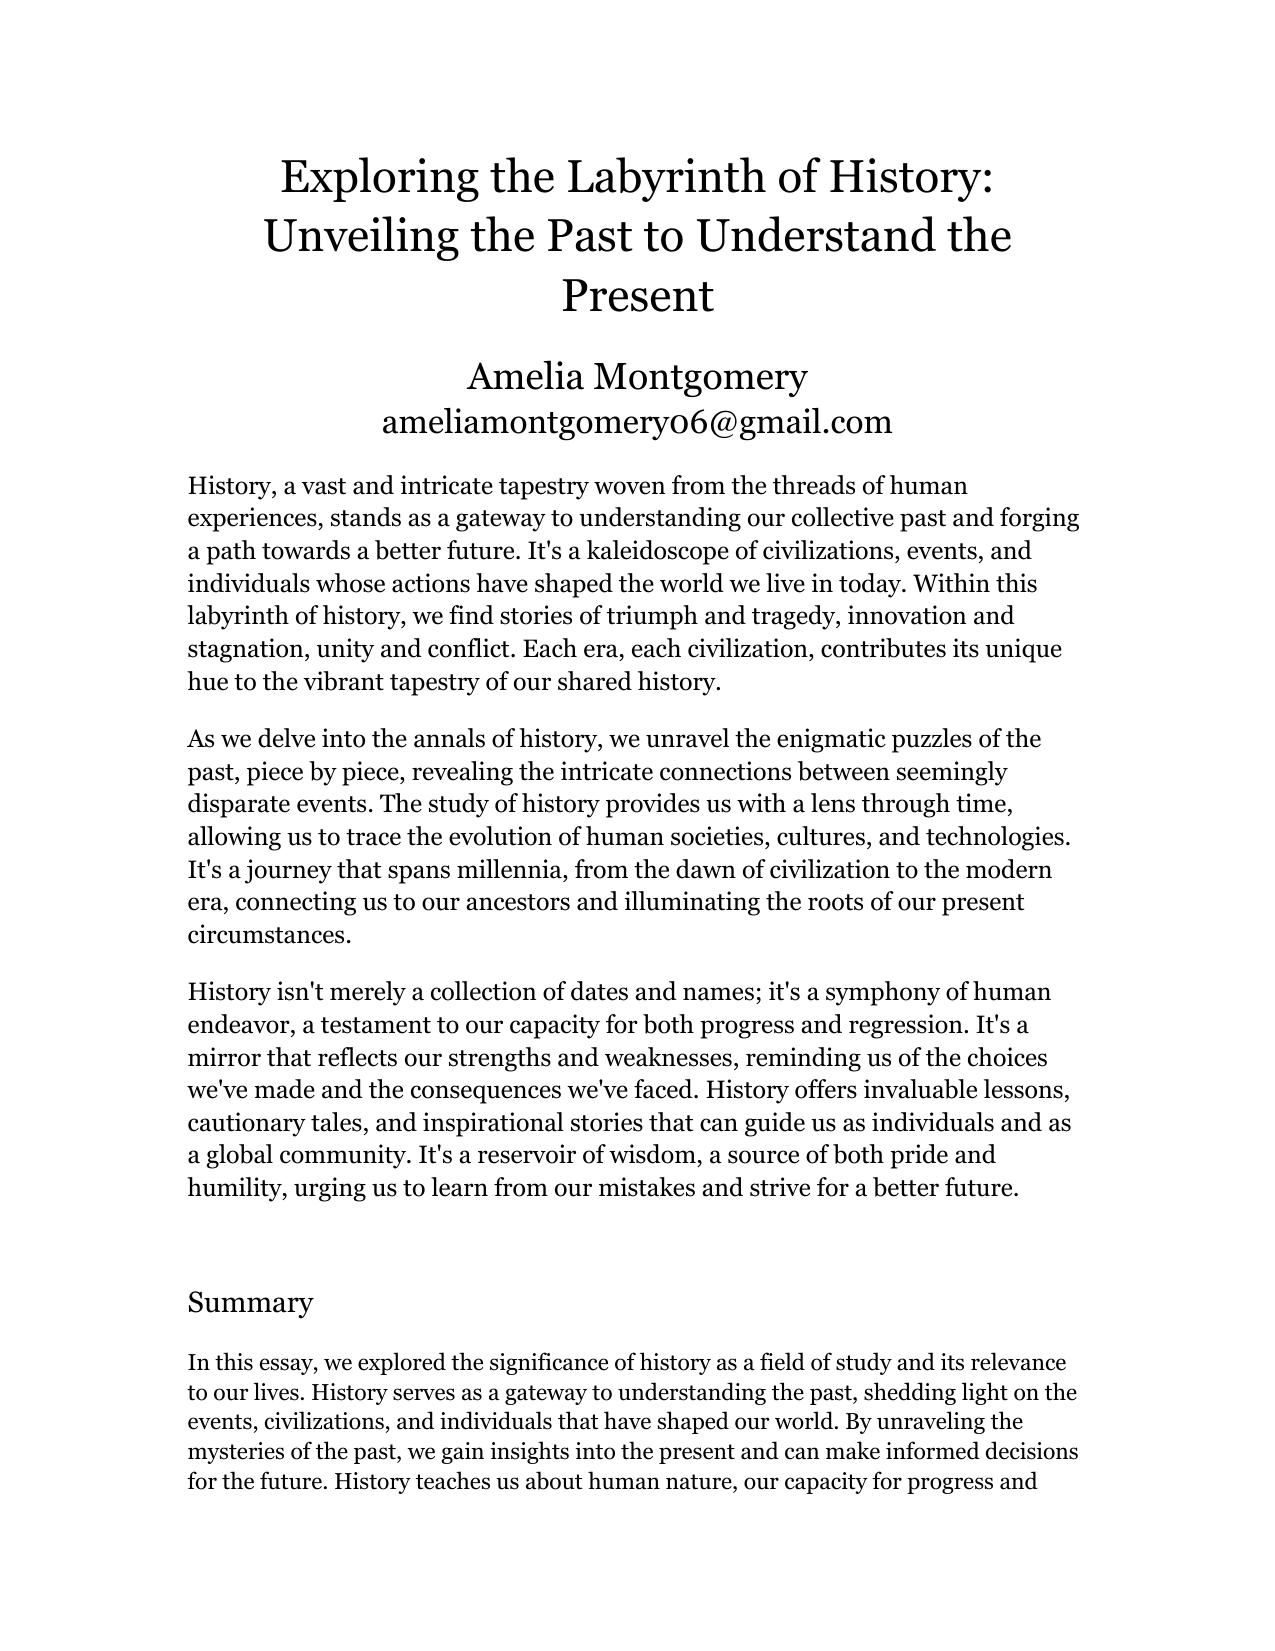 Exploring the Labyrinth of History:
Unveiling the Past to Understand the
Present
Amelia Montgomery
ameliamontgomery06@gmail.com
History, a vast and intricate tapestry woven from the threads of human
experiences, stands as a gateway to understanding our collective past and forging
a path towards a better future. It's a kaleidoscope of civilizations, events, and
individuals whose actions have shaped the world we live in today. Within this
labyrinth of history, we find stories of triumph and tragedy, innovation and
stagnation, unity and conflict. Each era, each civilization, contributes its unique
hue to the vibrant tapestry of our shared history.
As we delve into the annals of history, we unravel the enigmatic puzzles of the
past, piece by piece, revealing the intricate connections between seemingly
disparate events. The study of history provides us with a lens through time,
allowing us to trace the evolution of human societies, cultures, and technologies.
It's a journey that spans millennia, from the dawn of civilization to the modern
era, connecting us to our ancestors and illuminating the roots of our present
circumstances.
History isn't merely a collection of dates and names; it's a symphony of human
endeavor, a testament to our capacity for both progress and regression. It's a
mirror that reflects our strengths and weaknesses, reminding us of the choices
we've made and the consequences we've faced. History offers invaluable lessons,
cautionary tales, and inspirational stories that can guide us as individuals and as
a global community. It's a reservoir of wisdom, a source of both pride and
humility, urging us to learn from our mistakes and strive for a better future.
Summary
In this essay, we explored the significance of history as a field of study and its relevance
to our lives. History serves as a gateway to understanding the past, shedding light on the
events, civilizations, and individuals that have shaped our world. By unraveling the
mysteries of the past, we gain insights into the present and can make informed decisions
for the future. History teaches us about human nature, our capacity for progress and